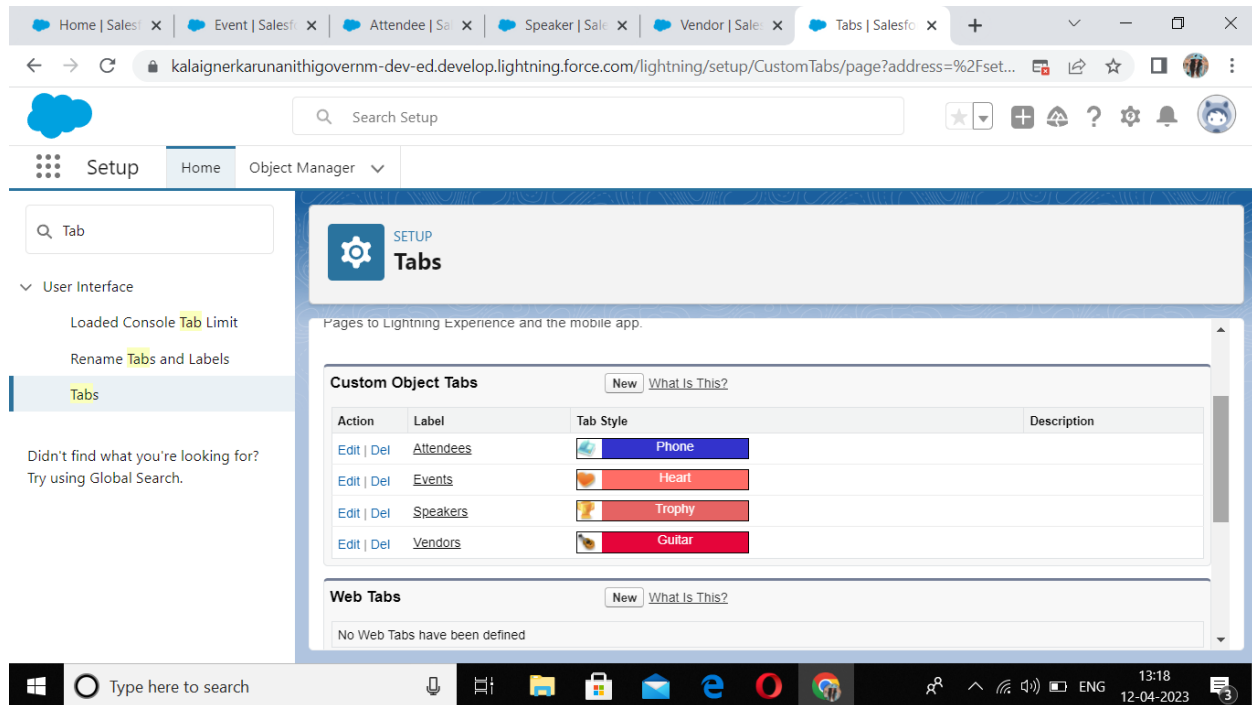 Home | Salesf
Event | Salesfo
Attendee | Sal
Speaker | Sale
Vendor | Sales
Tabs | Salesfo
kalaignerkarunanithigovernm-dev-ed.develop.lightning.force.com/lightning/setup/CustomTabs/page?address=%2Fset...
Search Setup
Setup
Home
Object Manager
Tab
User Interface
Loaded Console Tab Limit
Rename Tabs and Labels
Tabs
Didn't find what you're looking for?
Try using Global Search.
SETUP
Tabs
Pages to Lightning Experience and the mobile app.
Custom Object Tabs New What Is This?
Action Label Tab Style Description
Edit | Del Attendees Phone
Edit | Del Events Heart
Edit | Del Speakers Trophy
Edit | Del Vendors Guitar
Web Tabs New What Is This?
No Web Tabs have been defined
Type here to search
ENG
13:18
12-04-2023
3